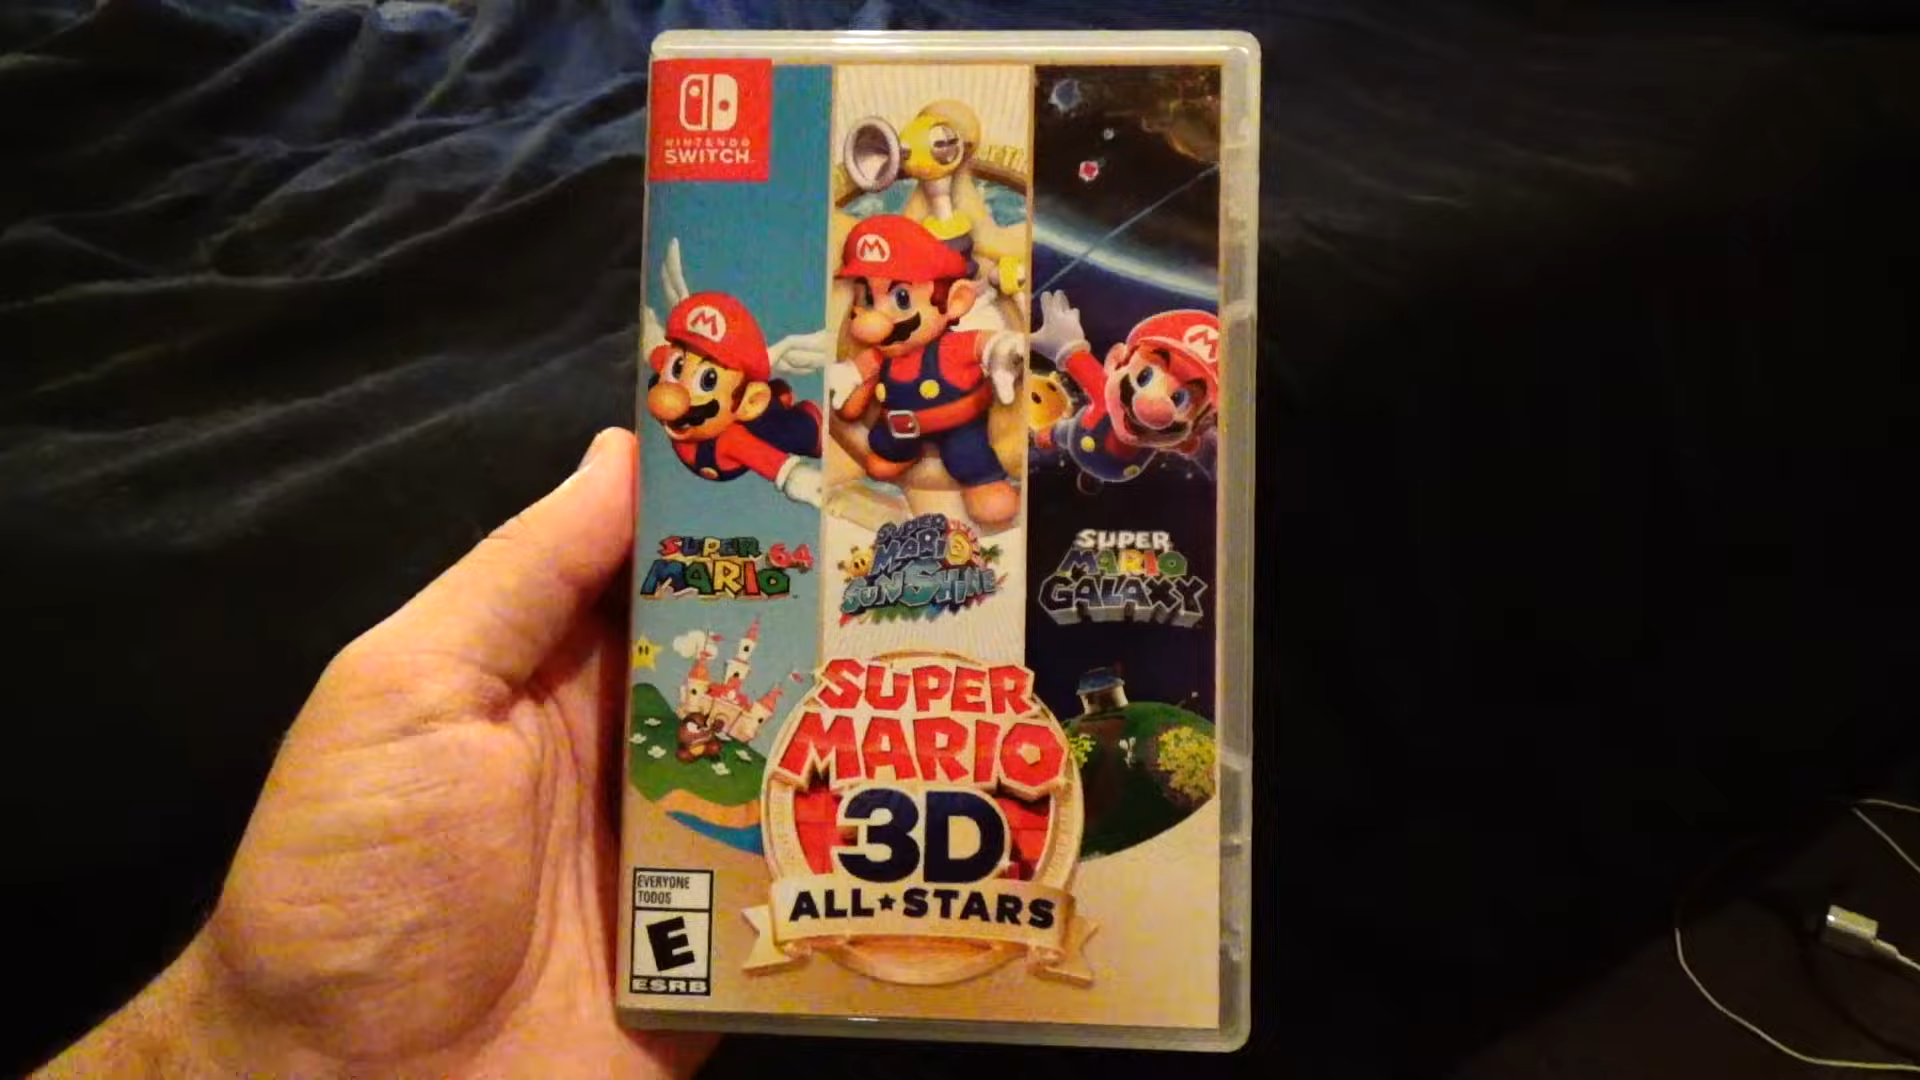 NINTENDO
SWITCH
M
M
M
SUPER
MARIO 64
SUPER
MARIO
SUNSHINE
SUPER
MARIO
GALAXY
SUPER
MARIO
3D
ALL★STARS
EVERYONE
TODOS
E
ESRB